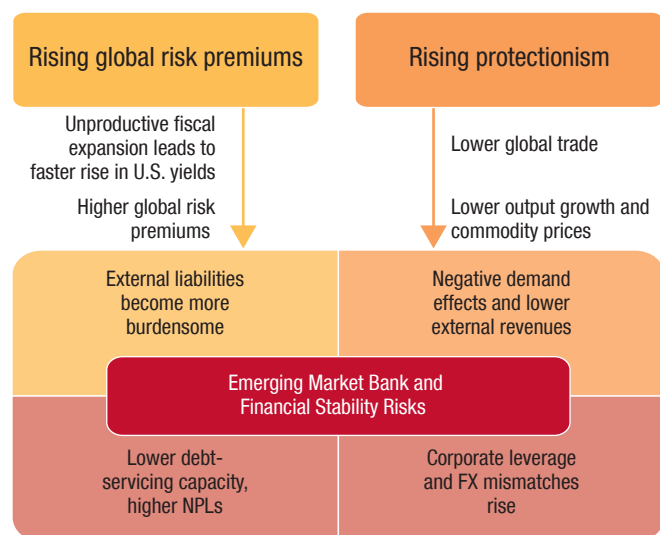 Rising global risk premiums
Rising protectionism
Unproductive fiscal
expansion leads to
faster rise in U.S. yields
Higher global risk
premiums
Lower global trade
Lower output growth and
commodity prices
External liabilities
become more
burdensome
Negative demand
effects and lower
external revenues
Emerging Market Bank and
Financial Stability Risks
Lower debt-
servicing capacity,
higher NPLs
Corporate leverage
and FX mismatches
rise